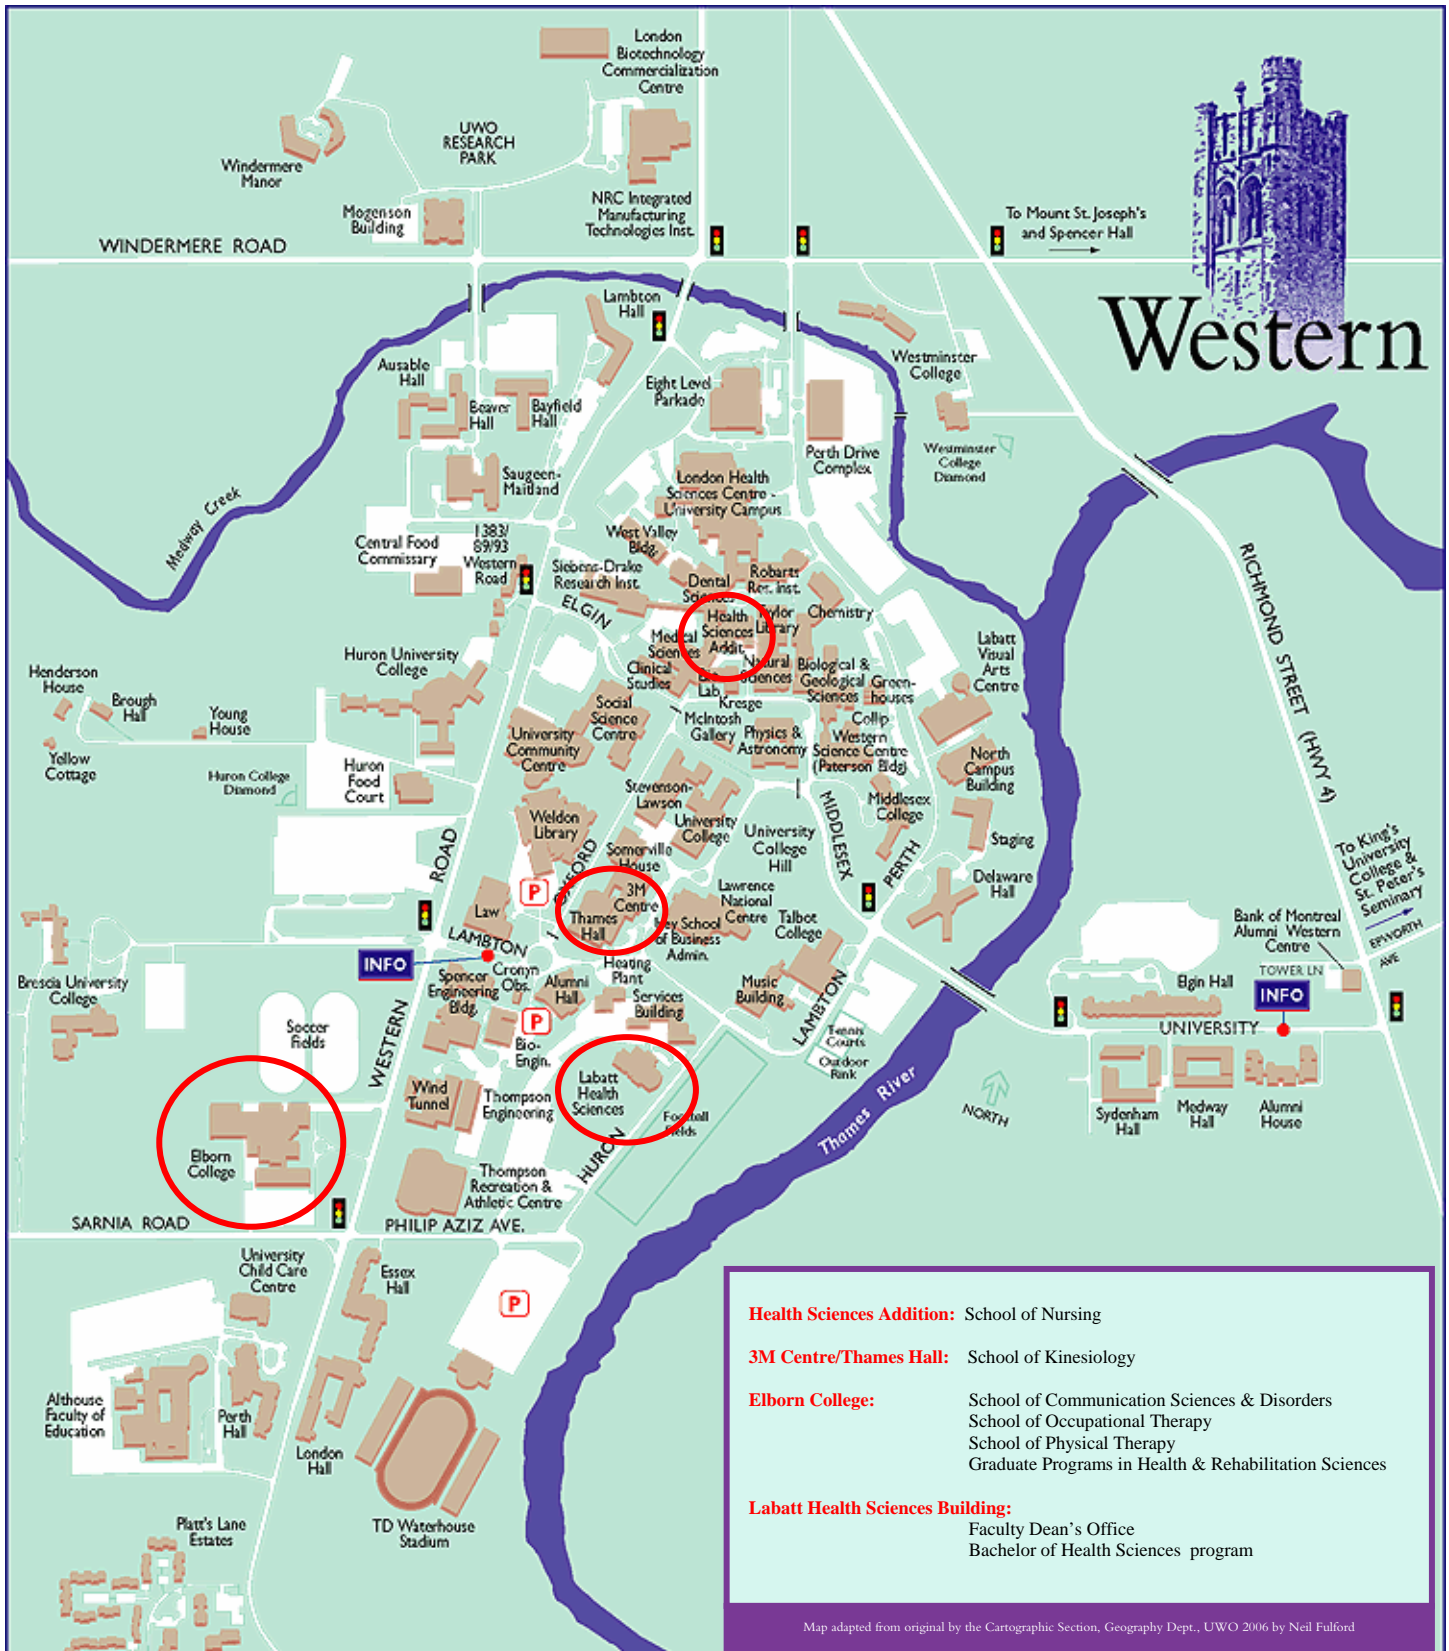 London
Biotechnology
Commercialization
Centre
UWO
RESEARCH
PARK
Windermere
Manor
Mogenson
Building
NRC Integrated
Manufacturing
Technologies Inst.
To Mount St. Joseph's
and Spencer Hall
WINDERMERE ROAD
Western
Lambton
Hall
Ausable
Hall
Beaver
Hall
Bayfield
Hall
Eight Level
Parkade
Westminster
College
Perth Drive
Complex
Westminster
College
Diamond
Saugeen-
Maitland
London Health
Sciences Centre -
University Campus
Medway Creek
Central Food
Commissary
1383/
89/93
Western
Road
West Valley
Bldg.
Siebens-Drake
Research Inst.
Dental
Sciences
Robarts
Res. Inst.
ELGIN
Health
Sciences
Addit.
Taylor
Library
Chemistry
Medical
Sciences
Clinical
Studies
Natural
Sciences
Biological &
Geological
Sciences
Green-
houses
Labatt
Visual
Arts
Centre
RICHMOND STREET (HWY 4)
Huron University
College
Henderson
House
Brough
Hall
Young
House
Yellow
Cottage
Huron College
Diamond
Huron
Food
Court
Social
Science
Centre
University
Community
Centre
Lab.
Kresge
McIntosh
Gallery
Physics &
Astronomy
Collip
Western
Science Centre
(Paterson Bldg)
North
Campus
Building
Stevenson-
Lawson
University
College
Weldon
Library
Somerville
House
University
College
Hill
MIDDLESEX
Middlesex
College
PERTH
Staging
Delaware
Hall
To King's
University
College &
St. Peter's
Seminary
ROAD
OXFORD
P
3M
Centre
Thames
Hall
Law
LAMBTON
INFO
Ivey School
of Business
Admin.
Lawrence
National
Centre
Talbot
College
Bank of Montreal
Alumni Western
Centre
EPWORTH
AVE
TOWER LN
Elgin Hall
INFO
UNIVERSITY
Brescia University
College
Spencer
Engineering
Bldg.
Cronyn
Obs.
Alumni
Hall
Heating
Plant
Services
Building
Music
Building
LAMBTON
Soccer
Fields
WESTERN
P
Bio-
Engin.
Tennis
Courts
Outdoor
Rink
Wind
Tunnel
Thompson
Engineering
Labatt
Health
Sciences
Football
Fields
Thames River
NORTH
Sydenham
Hall
Medway
Hall
Alumni
House
Elborn
College
HURON
Thompson
Recreation &
Athletic Centre
SARNIA ROAD
PHILIP AZIZ AVE.
University
Child Care
Centre
Essex
Hall
P
Althouse
Faculty of
Education
Perth
Hall
London
Hall
TD Waterhouse
Stadium
Platt's Lane
Estates
Health Sciences Addition: School of Nursing
3M Centre/Thames Hall: School of Kinesiology
Elborn College: School of Communication Sciences & Disorders
School of Occupational Therapy
School of Physical Therapy
Graduate Programs in Health & Rehabilitation Sciences
Labatt Health Sciences Building:
Faculty Dean's Office
Bachelor of Health Sciences program
Map adapted from original by the Cartographic Section, Geography Dept., UWO 2006 by Neil Fulford